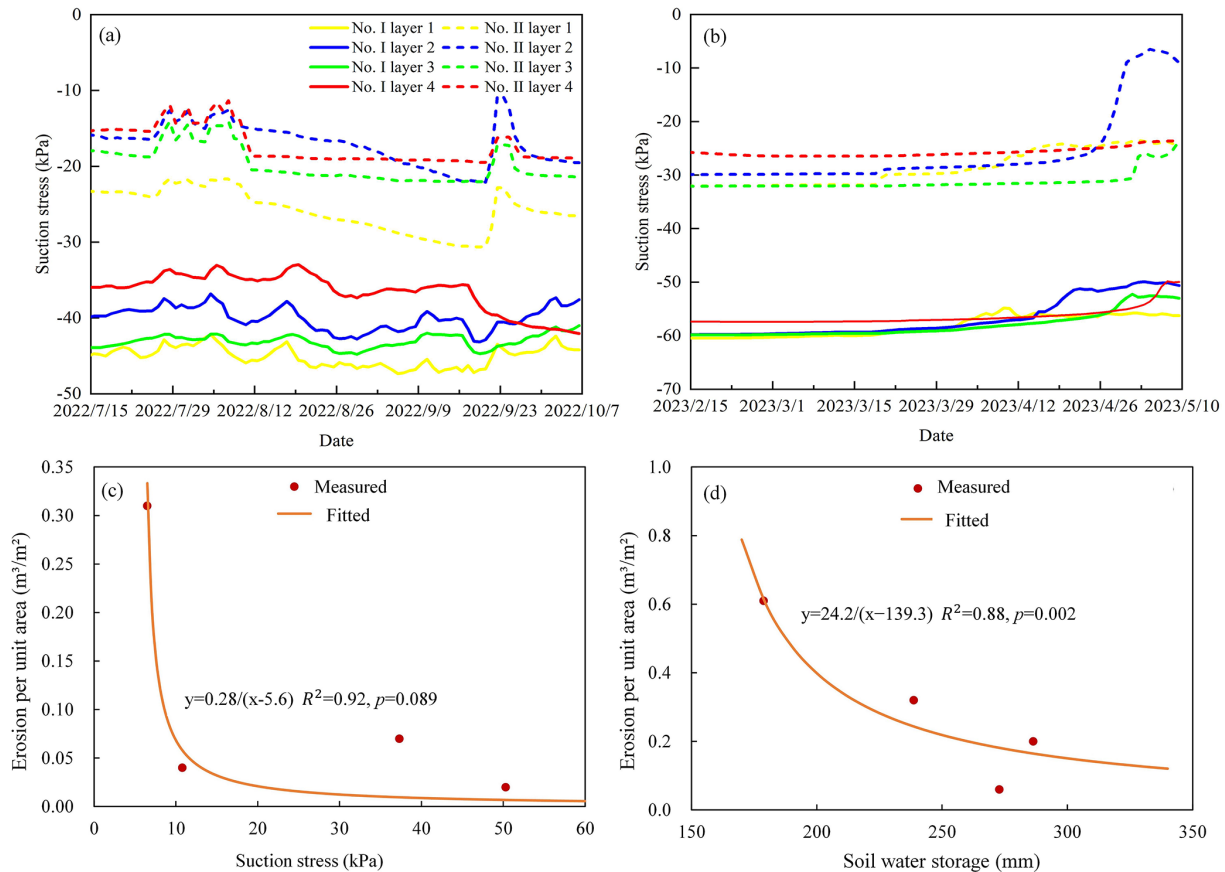 (a)
No. I layer 1
No. II layer 1
No. I layer 2
No. II layer 2
No. I layer 3
No. II layer 3
No. I layer 4
No. II layer 4
0
-10
-20
-30
-40
-50
Suction stress (kPa)
2022/7/15
2022/7/29
2022/8/12
2022/8/26
2022/9/9
2022/9/23
2022/10/7
Date
(b)
0
-10
-20
-30
-40
-50
-60
-70
Suction stress (kPa)
2023/2/15
2023/3/1
2023/3/15
2023/3/29
2023/4/12
2023/4/26
2023/5/10
Date
(c)
Measured
Fitted
0.35
0.30
0.25
0.20
0.15
0.10
0.05
0.00
Erosion per unit area (m³/m²)
y=0.28/(x-5.6) R²=0.92, p=0.089
0
10
20
30
40
50
60
Suction stress (kPa)
(d)
Measured
Fitted
1.0
0.8
0.6
0.4
0.2
0.0
Erosion per unit area (m³/m²)
y=24.2/(x−139.3) R²=0.88, p=0.002
150
200
250
300
350
Soil water storage (mm)